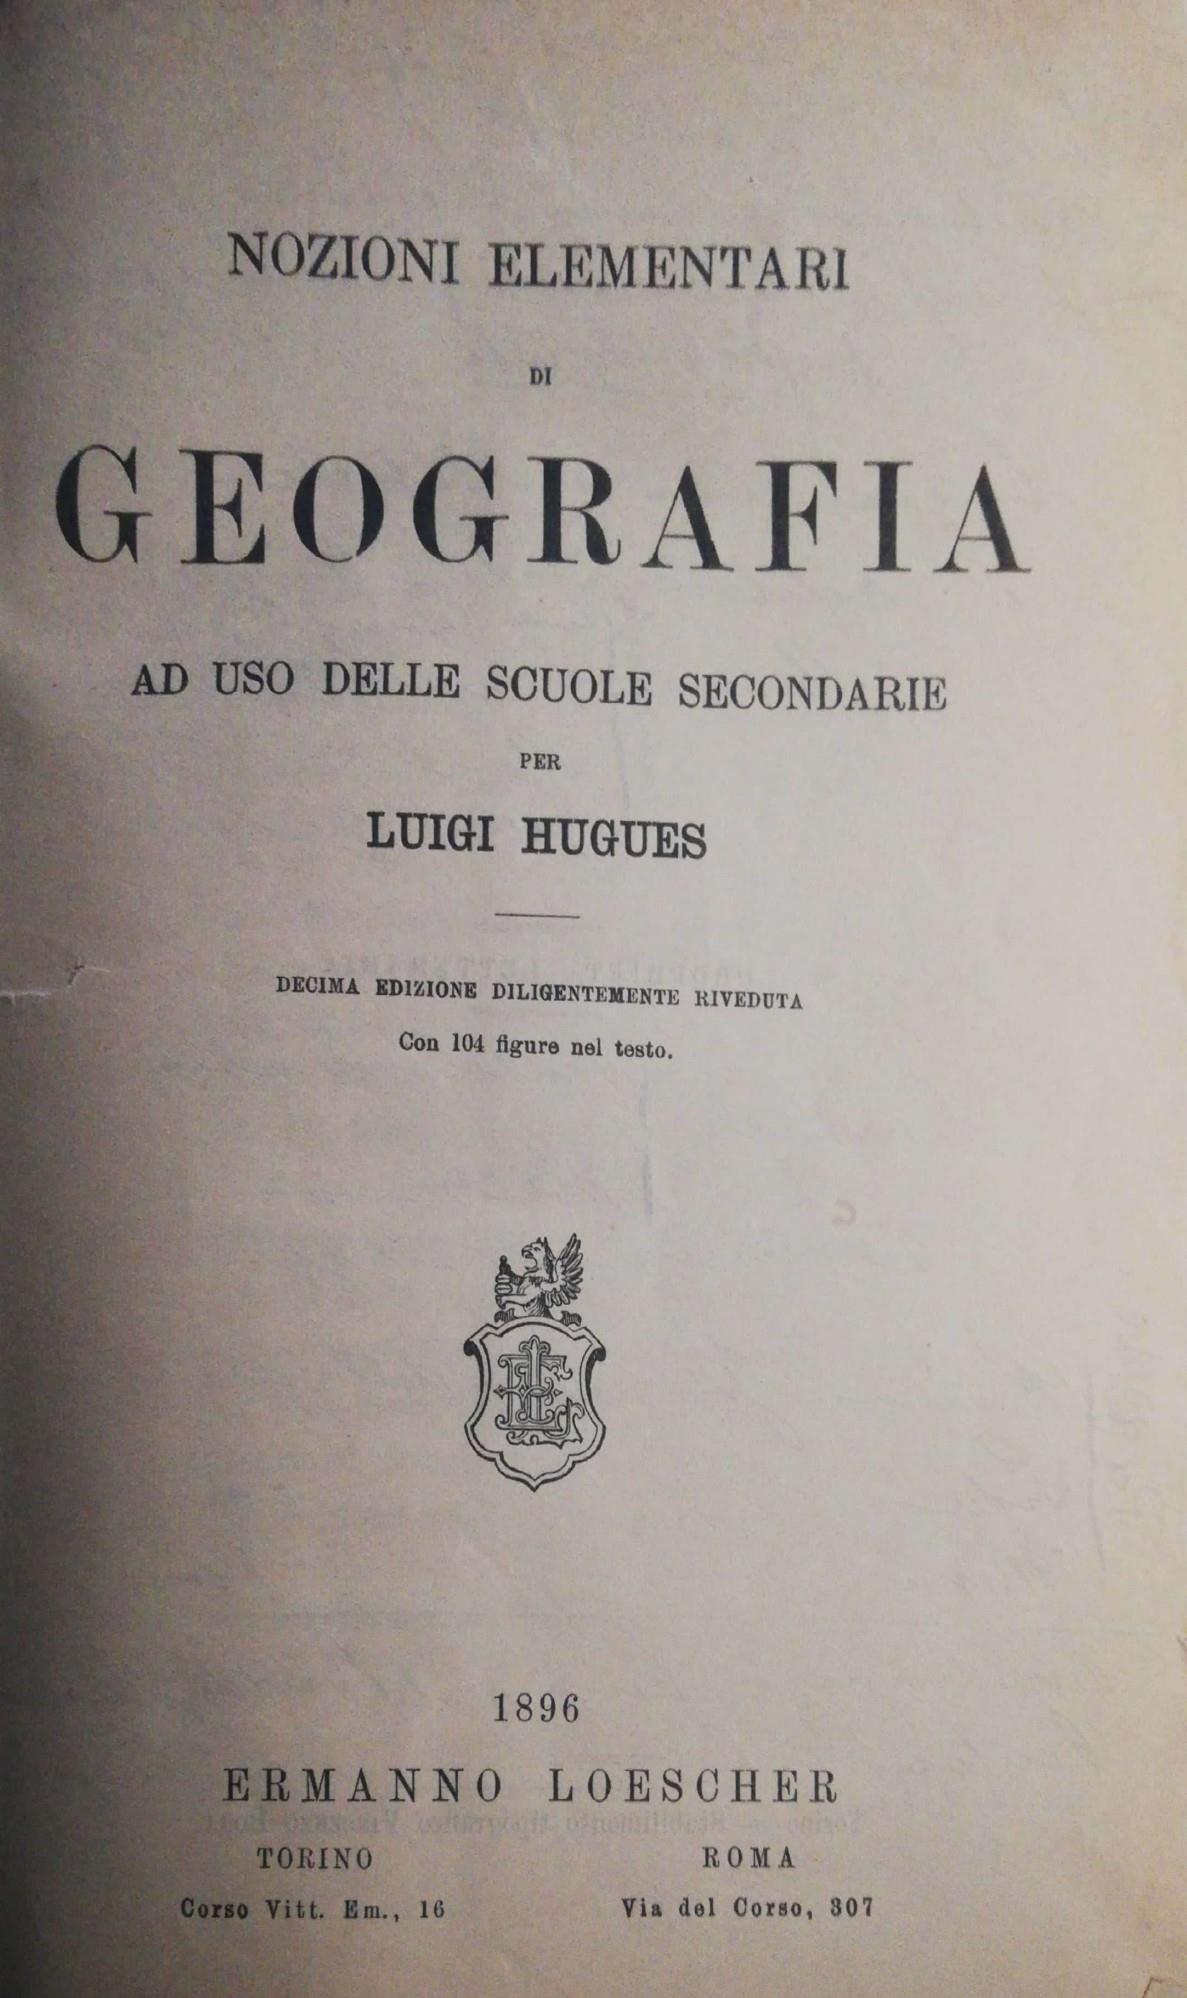 NOZIONI ELEMENTARI
DI
GEOGRAFIA
AD USO DELLE SCUOLE SECONDARIE
PER
LUIGI HUGUES
DECIMA EDIZIONE DILIGENTEMENTE RIVEDUTA
Con 104 figure nel testo.
1896
ERMANNO LOESCHER
TORINO
Corso Vitt. Em., 16
ROMA
Via del Corso, 307